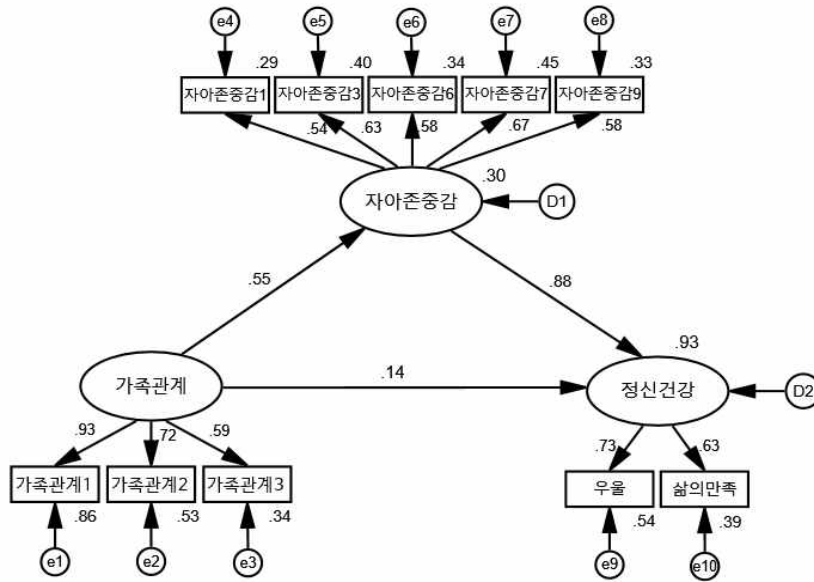 e4 e5 e6 e7 e8
.29 .40 .34 .45 .33
자아존중감1 자아존중감3 자아존중감6 자아존중감7 자아존중감9
.54 .63 .58 .67 .58
.30
자아존중감 D1
.55 .88
.93
가족관계 .14 정신건강 D2
.93 .72 .59 .73 .63
가족관계1 가족관계2 가족관계3 우울 삶의만족
.86 .53 .34 .54 .39
e1 e2 e3 e9 e10